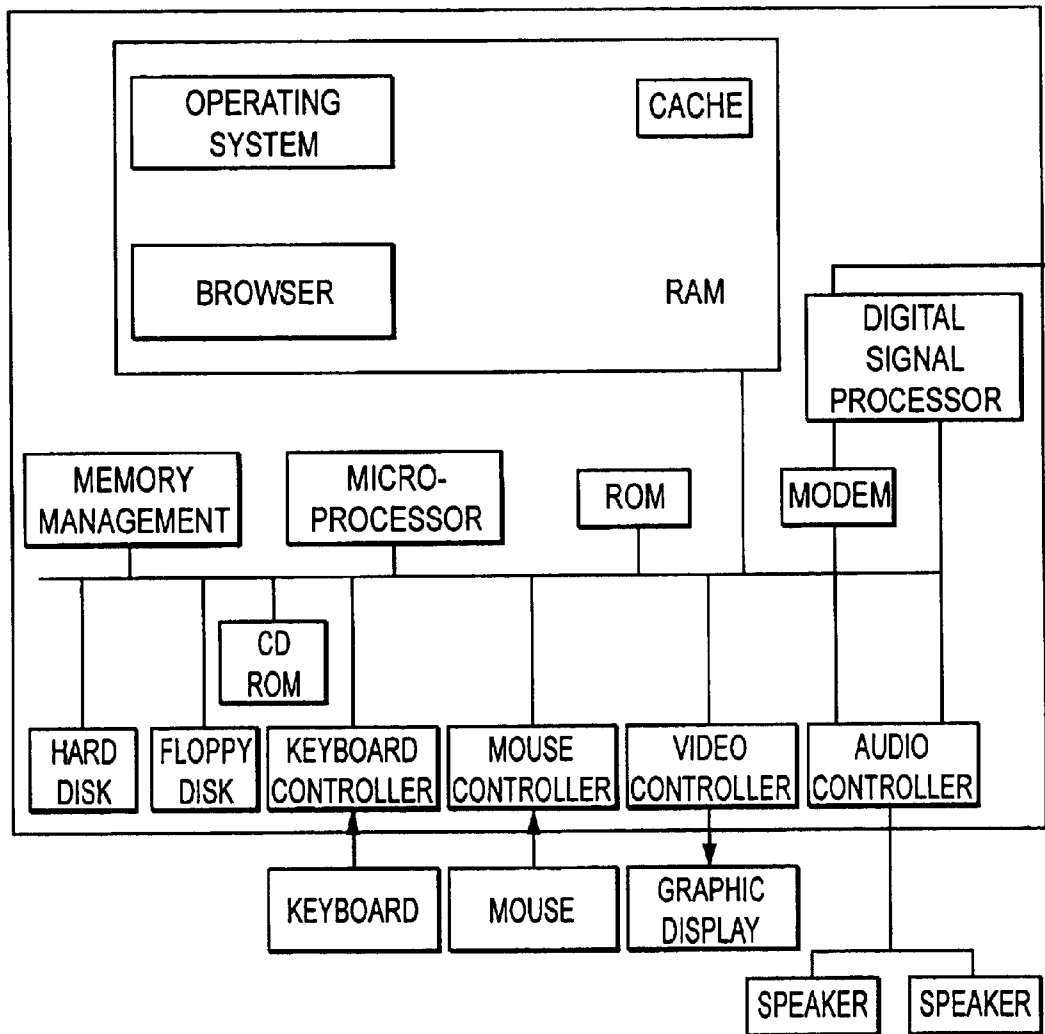 OPERATING
SYSTEM
CACHE
BROWSER
RAM
DIGITAL
SIGNAL
PROCESSOR
MEMORY
MANAGEMENT
MICRO-
PROCESSOR
ROM
MODEM
CD
ROM
HARD
DISK
FLOPPY
DISK
KEYBOARD
CONTROLLER
MOUSE
CONTROLLER
VIDEO
CONTROLLER
AUDIO
CONTROLLER
KEYBOARD
MOUSE
GRAPHIC
DISPLAY
SPEAKER
SPEAKER